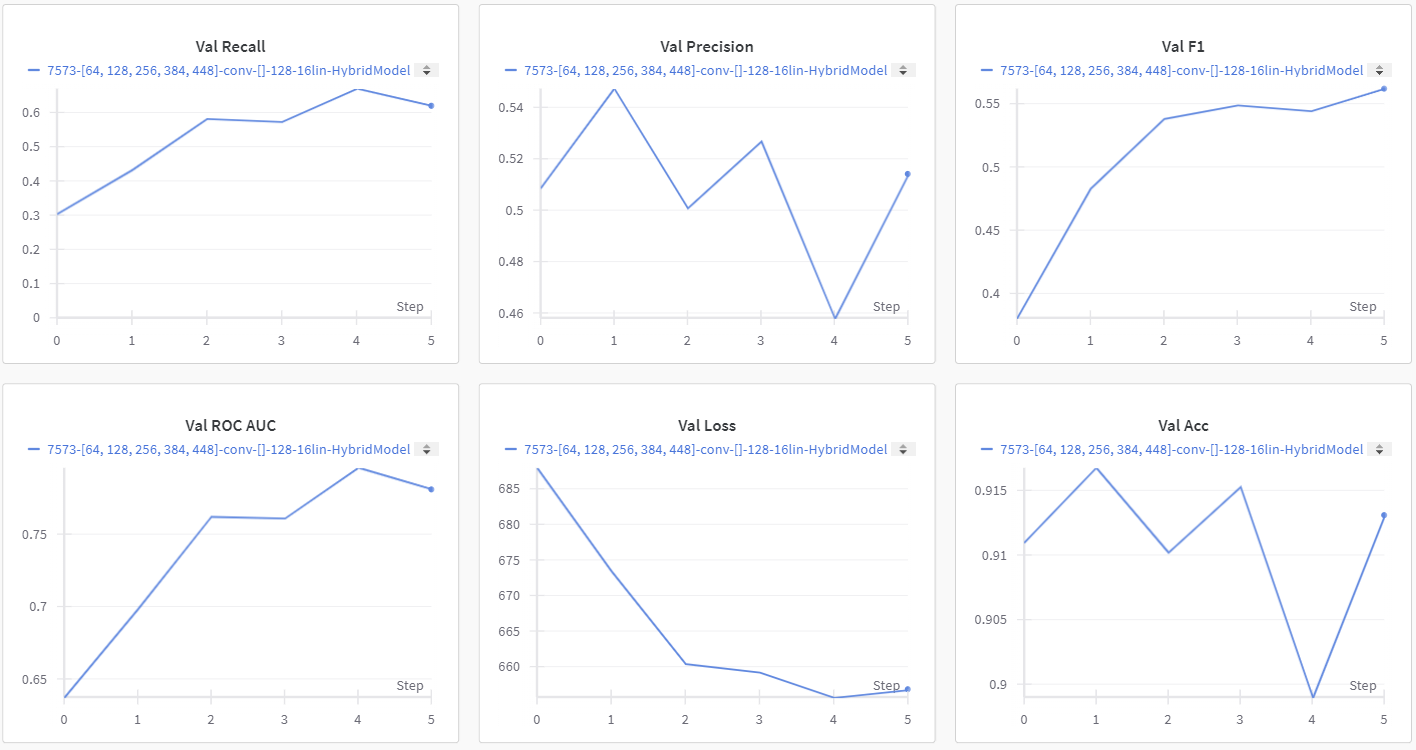 Val Recall
7573-[64, 128, 256, 384, 448]-conv-[]-128-16lin-HybridModel
0.6
0.5
0.4
0.3
0.2
0.1
0
Step
0 1 2 3 4 5
Val Precision
7573-[64, 128, 256, 384, 448]-conv-[]-128-16lin-HybridModel
0.54
0.52
0.5
0.48
0.46
Step
0 1 2 3 4 5
Val F1
7573-[64, 128, 256, 384, 448]-conv-[]-128-16lin-HybridModel
0.55
0.5
0.45
0.4
Step
0 1 2 3 4 5
Val ROC AUC
7573-[64, 128, 256, 384, 448]-conv-[]-128-16lin-HybridModel
0.75
0.7
0.65
Step
0 1 2 3 4 5
Val Loss
7573-[64, 128, 256, 384, 448]-conv-[]-128-16lin-HybridModel
685
680
675
670
665
660
Step
0 1 2 3 4 5
Val Acc
7573-[64, 128, 256, 384, 448]-conv-[]-128-16lin-HybridModel
0.915
0.91
0.905
0.9
Step
0 1 2 3 4 5